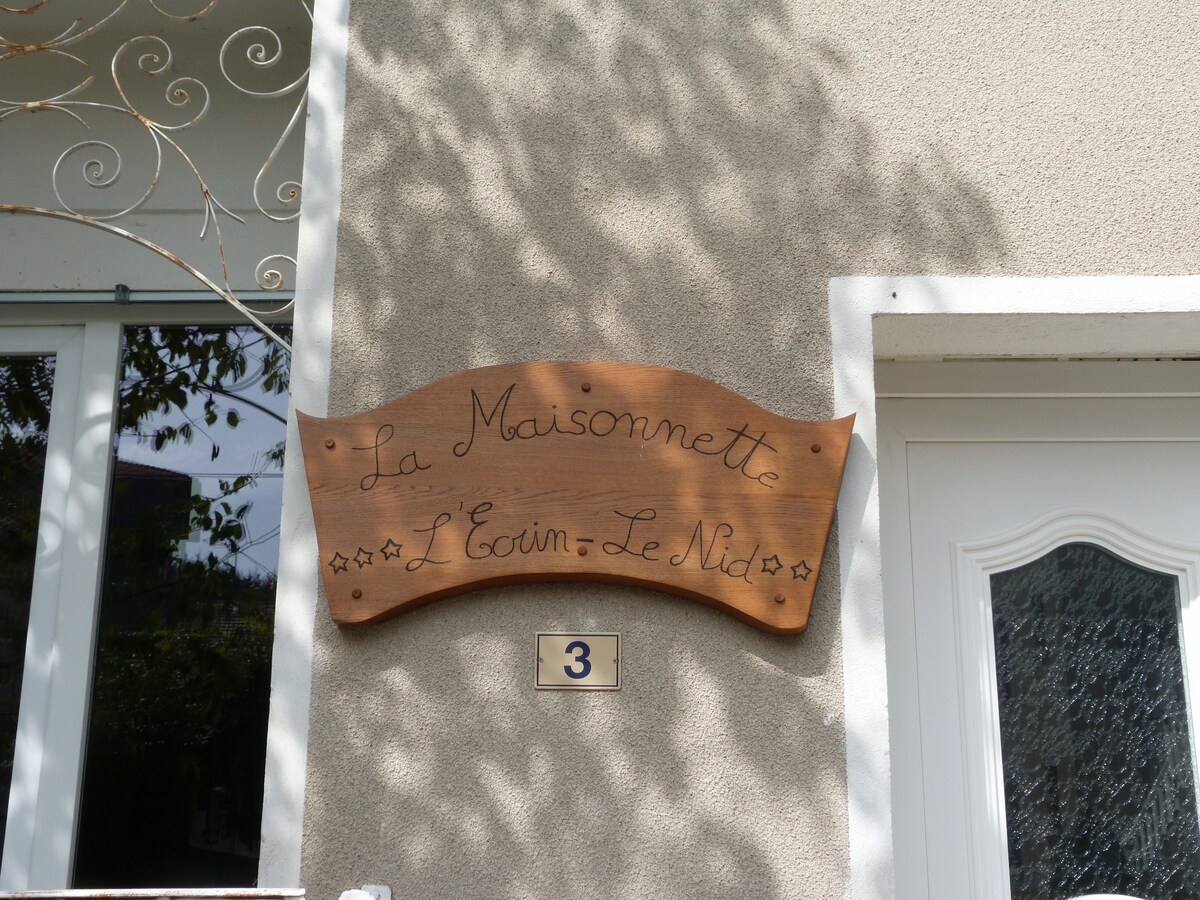 La Maisonnette
☆☆☆ L'Ecrin - Le Nid ☆☆
3